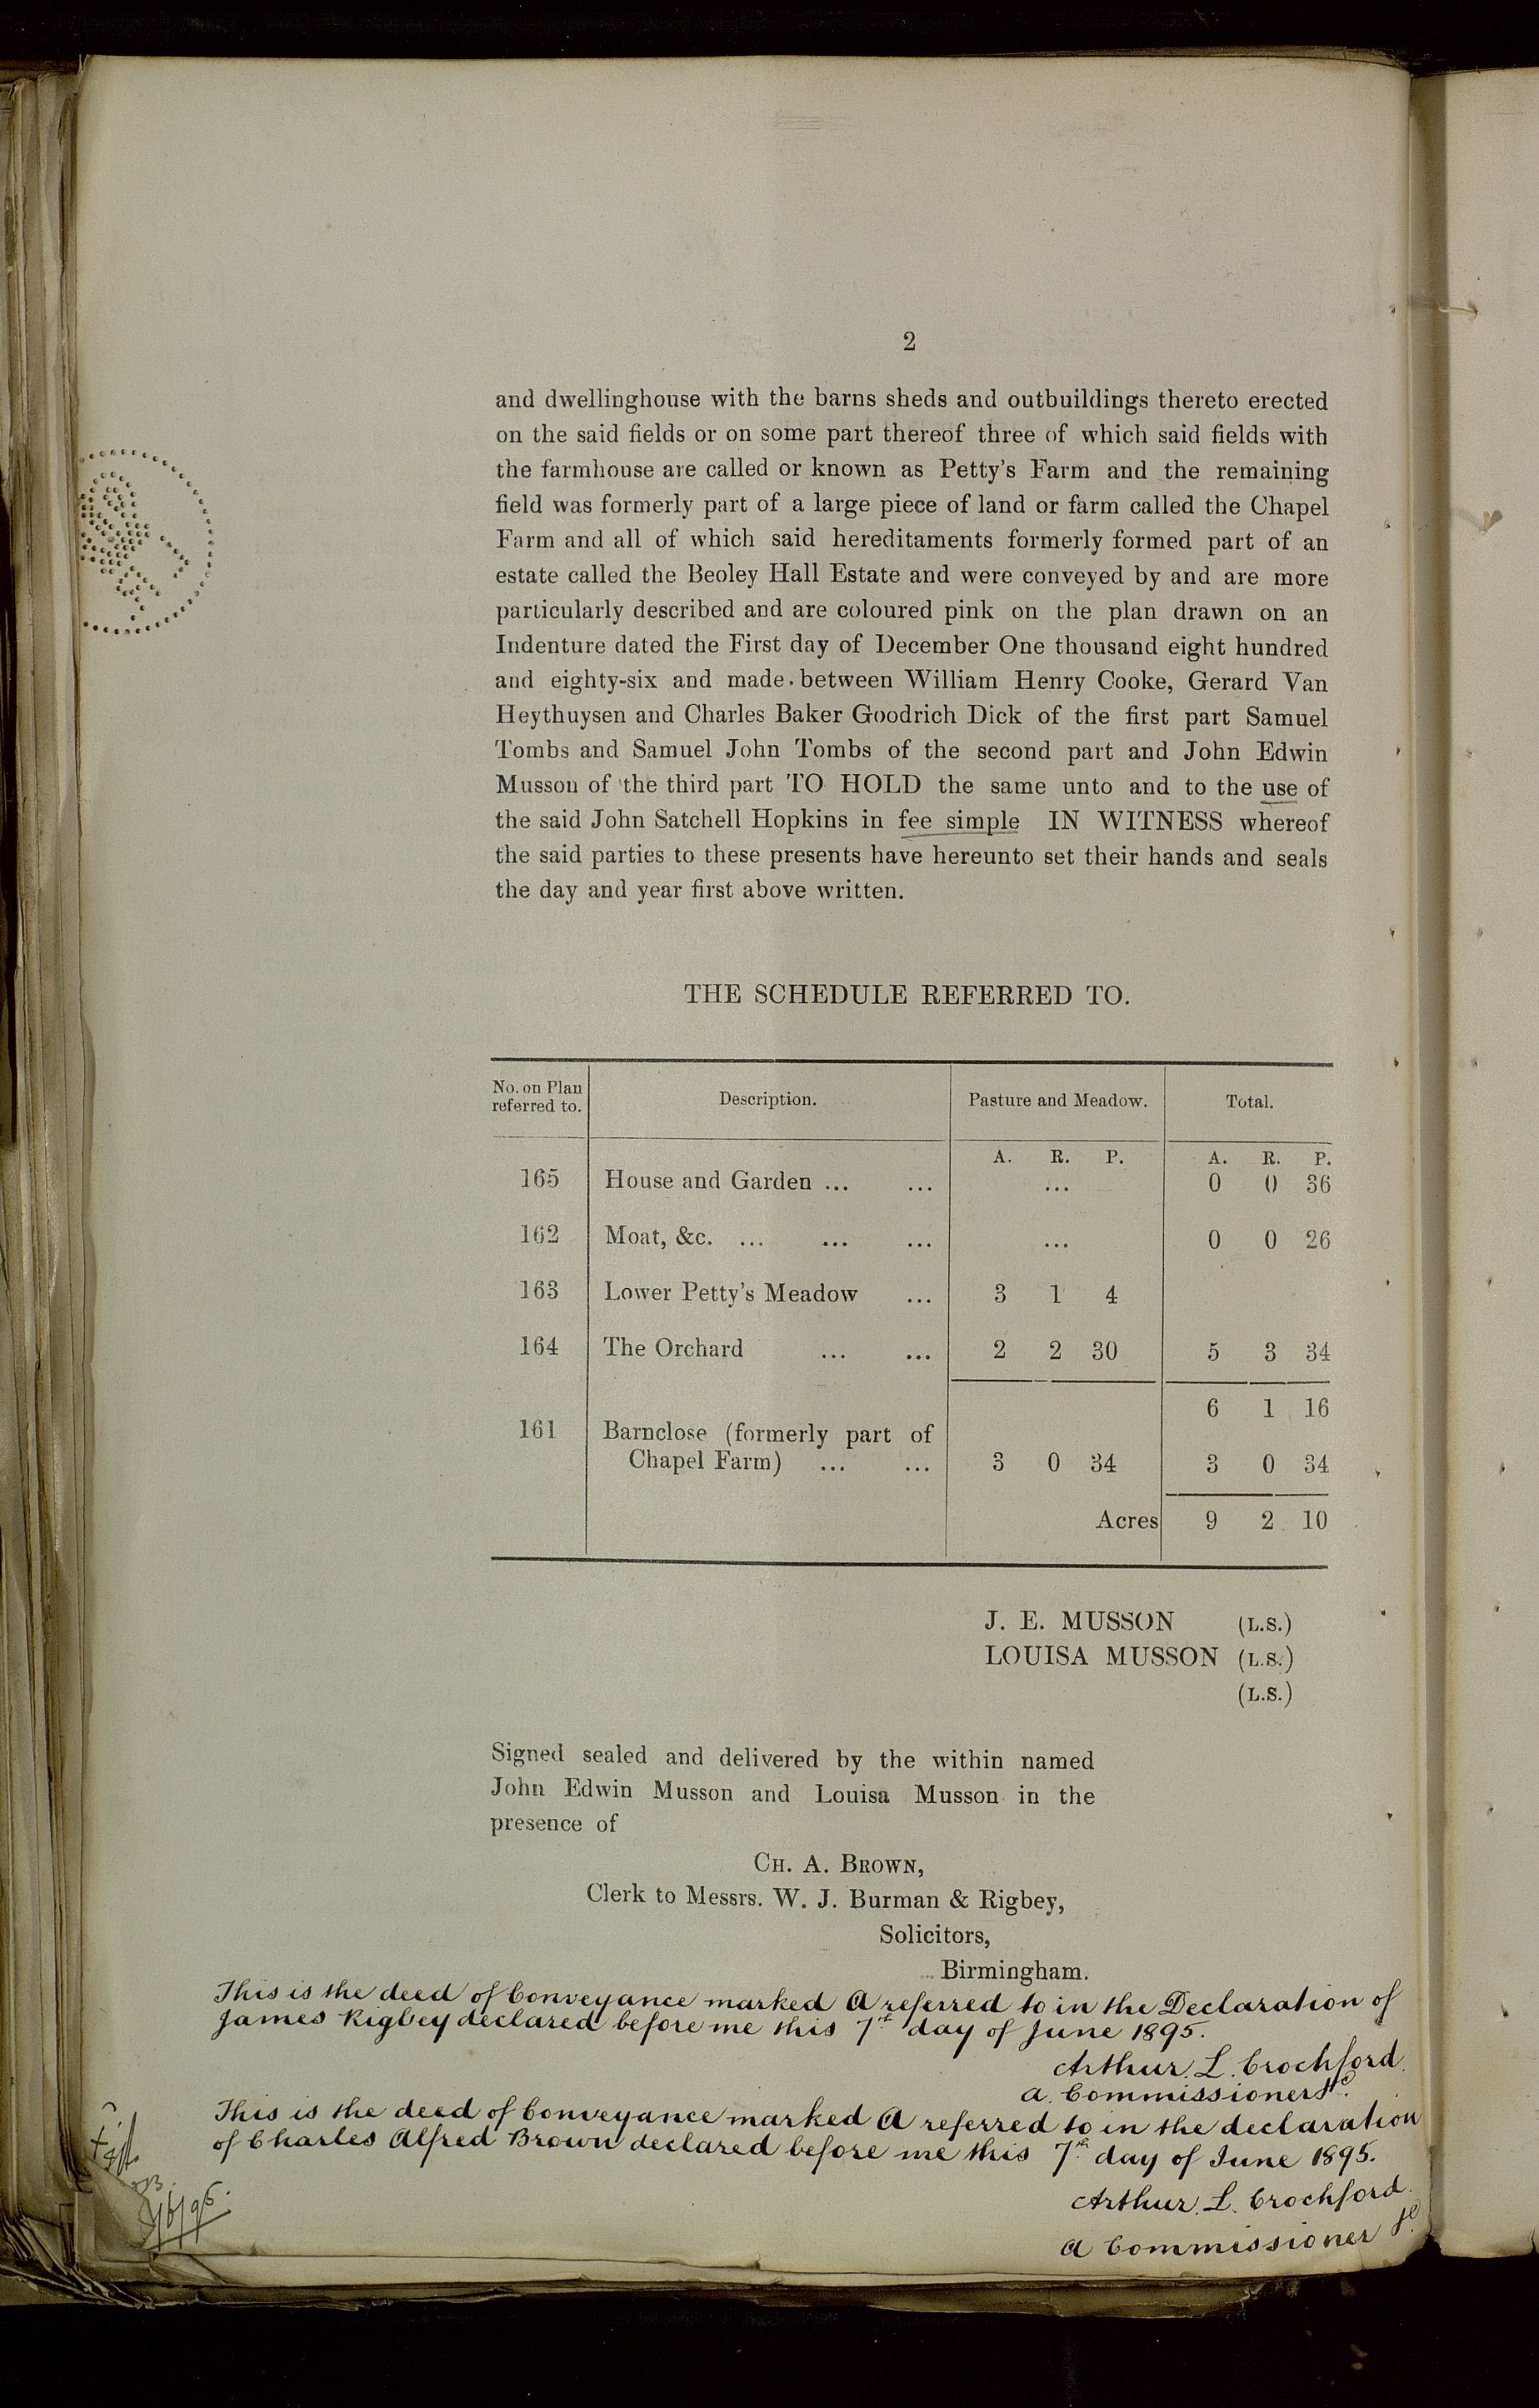 2
and dwellinghouse with the barns sheds and outbuildings thereto erected
on the said fields or on some part thereof three of which said fields with
the farmhouse are called or known as Petty's Farm and the remaining
field was formerly part of a large piece of land or farm called the Chapel
Farm and all of which said hereditaments formerly formed part of an
estate called the Beoley Hall Estate and were conveyed by and are more
particularly described and are coloured pink on the plan drawn on an
Indenture dated the First day of December One thousand eight hundred
and eighty-six and made between William Henry Cooke, Gerard Van
Heythuysen and Charles Baker Goodrich Dick of the first part Samuel
Tombs and Samuel John Tombs of the second part and John Edwin
Musson of the third part TO HOLD the same unto and to the use of
the said John Satchell Hopkins in fee simple IN WITNESS whereof
the said parties to these presents have hereunto set their hands and seals
the day and year first above written.
THE SCHEDULE REFERRED TO.
No. on Plan referred to. Description. Pasture and Meadow. Total.
A. R. P. A. R. P.
165 House and Garden ... ... ... 0 0 36
162 Moat, &c. ... ... ... ... 0 0 26
163 Lower Petty's Meadow ... 3 1 4
164 The Orchard ... ... 2 2 30 5 3 34
6 1 16
161 Barnclose (formerly part of
Chapel Farm) ... ... 3 0 34 3 0 34
Acres 9 2 10
J. E. MUSSON (L.S.)
LOUISA MUSSON (L.S.)
(L.S.)
Signed sealed and delivered by the within named
John Edwin Musson and Louisa Musson in the
presence of
CH. A. BROWN,
Clerk to Messrs. W. J. Burman & Rigbey,
Solicitors,
Birmingham.
This is the deed of Conveyance marked A referred to in the Declaration of
James Rigbey declared before me this 7th day of June 1895.
Arthur. L. Crochford.
a Commissioner &c.
This is the deed of Conveyance marked A referred to in the declaration
of Charles Alfred Brown declared before me this 7th day of June 1895.
Arthur. L. Crochford.
a Commissioner &c.